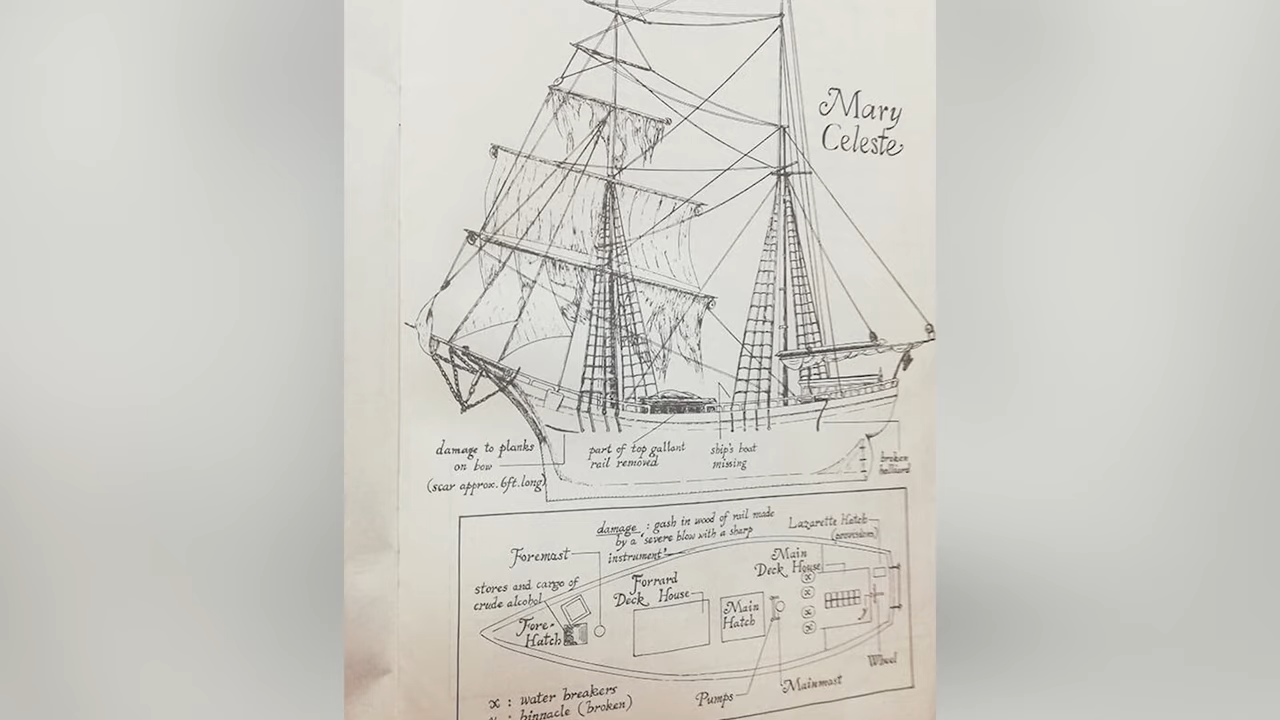 Mary
Celeste
damage to planks
on bow
(scar approx. 6ft. long)
part of top gallant
rail removed
ship's boat
missing
broken
halliard
damage : gash in wood of rail made
by a 'severe blow with a sharp
instrument'
Lazarette Hatch
(provisions)
Foremast
Main
Deck House
stores and cargo of
crude alcohol
Forrard
Deck House
Main
Hatch
Fore-
Hatch
x
x
x
x
y
Wheel
Pumps
Mainmast
x : water breakers
y : binnacle (broken)